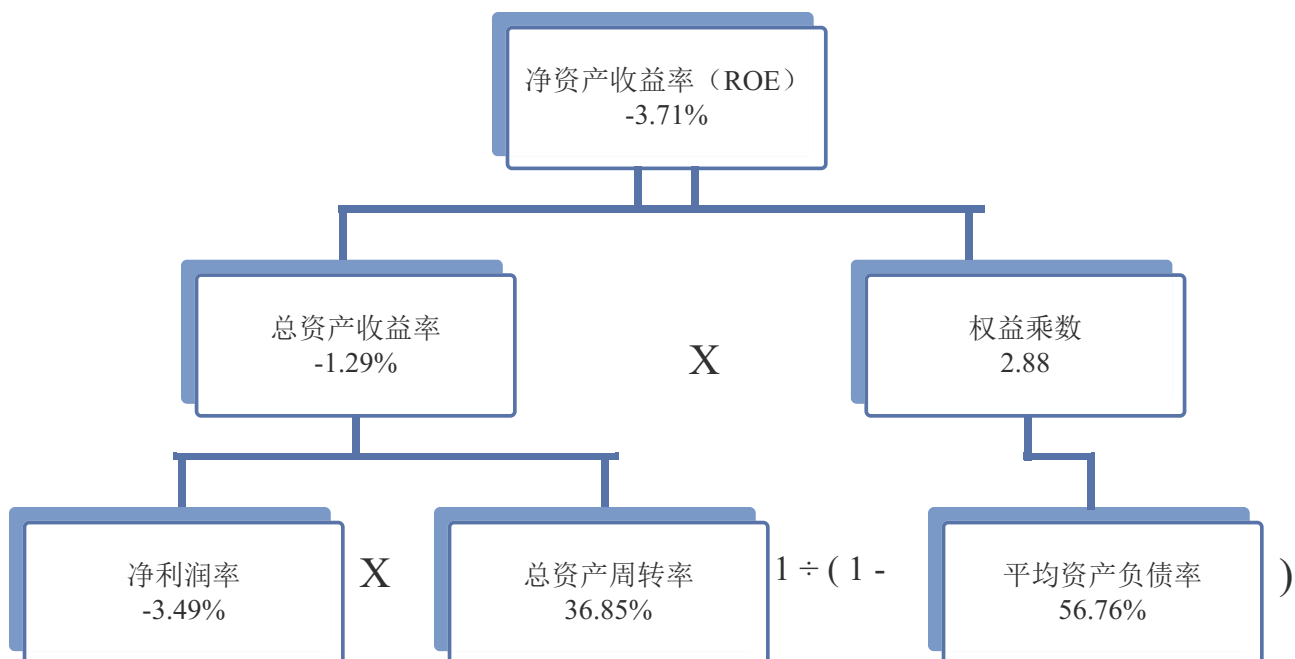 净资产收益率（ROE）
-3.71%
总资产收益率
-1.29%
X
权益乘数
2.88
净利润率
-3.49%
X
总资产周转率
36.85%
1 ÷ ( 1 -
平均资产负债率
56.76%
)